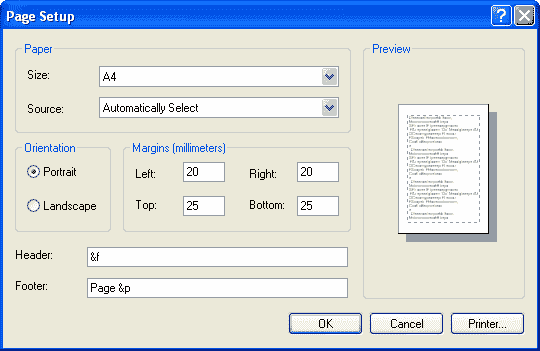 Page Setup
Paper
Size: A4
Source: Automatically Select
Orientation
Portrait
Landscape
Margins (millimeters)
Left: 20 Right: 20
Top: 25 Bottom: 25
Header: &f
Footer: Page &p
Preview
OK Cancel Printer...